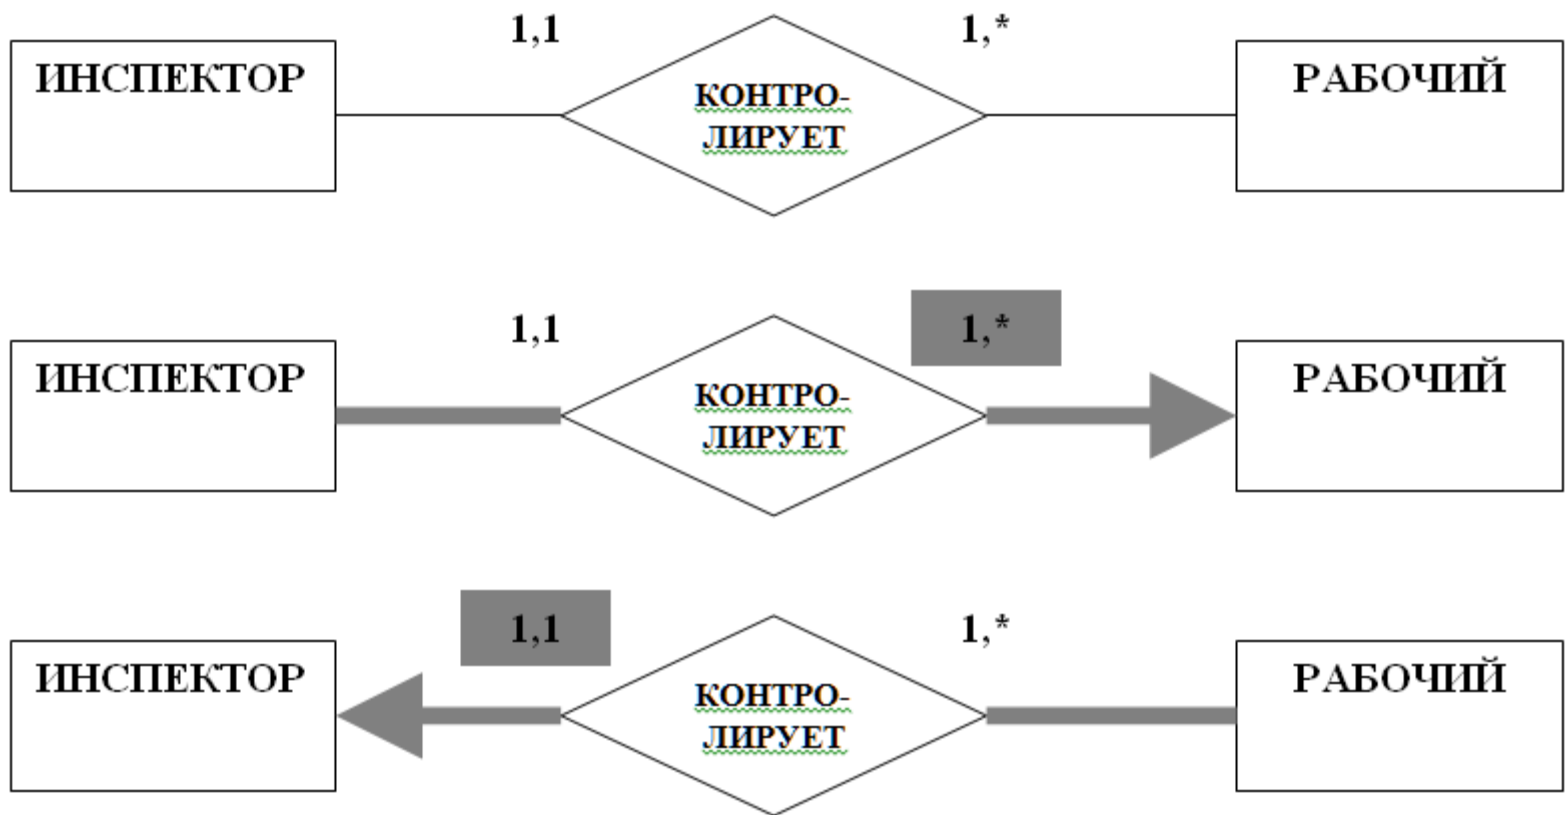 1,1 1,*
ИНСПЕКТОР РАБОЧИЙ
КОНТРО-
ЛИРУЕТ
1,1 1,*
ИНСПЕКТОР РАБОЧИЙ
КОНТРО-
ЛИРУЕТ
1,1 1,*
ИНСПЕКТОР РАБОЧИЙ
КОНТРО-
ЛИРУЕТ